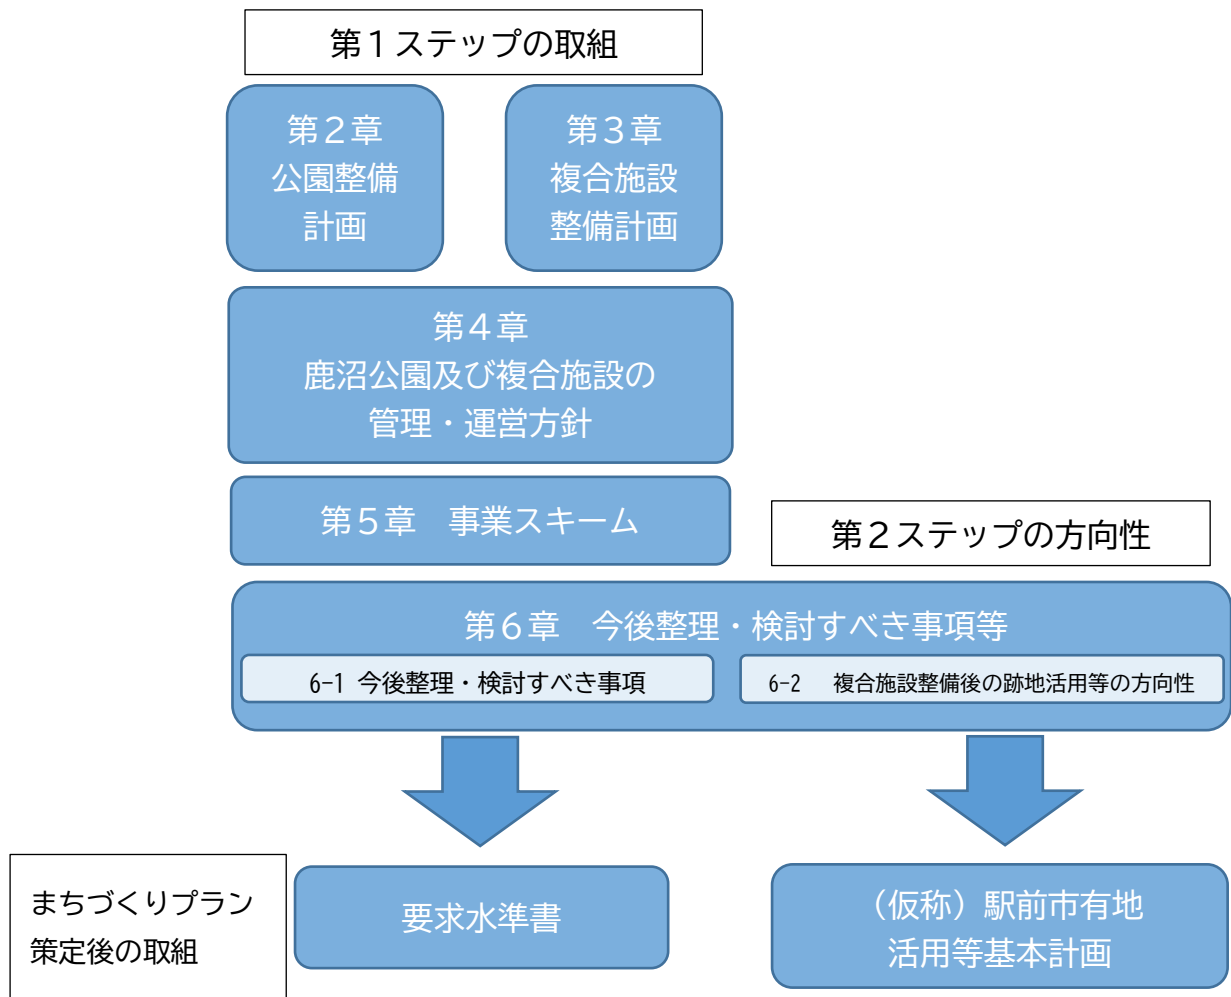 第１ステップの取組
第２章
公園整備
計画
第３章
複合施設
整備計画
第４章
鹿沼公園及び複合施設の
管理・運営方針
第５章　事業スキーム
第２ステップの方向性
第６章　今後整理・検討すべき事項等
6-1 今後整理・検討すべき事項
6-2　複合施設整備後の跡地活用等の方向性
まちづくりプラン
策定後の取組
要求水準書
（仮称）駅前市有地
活用等基本計画